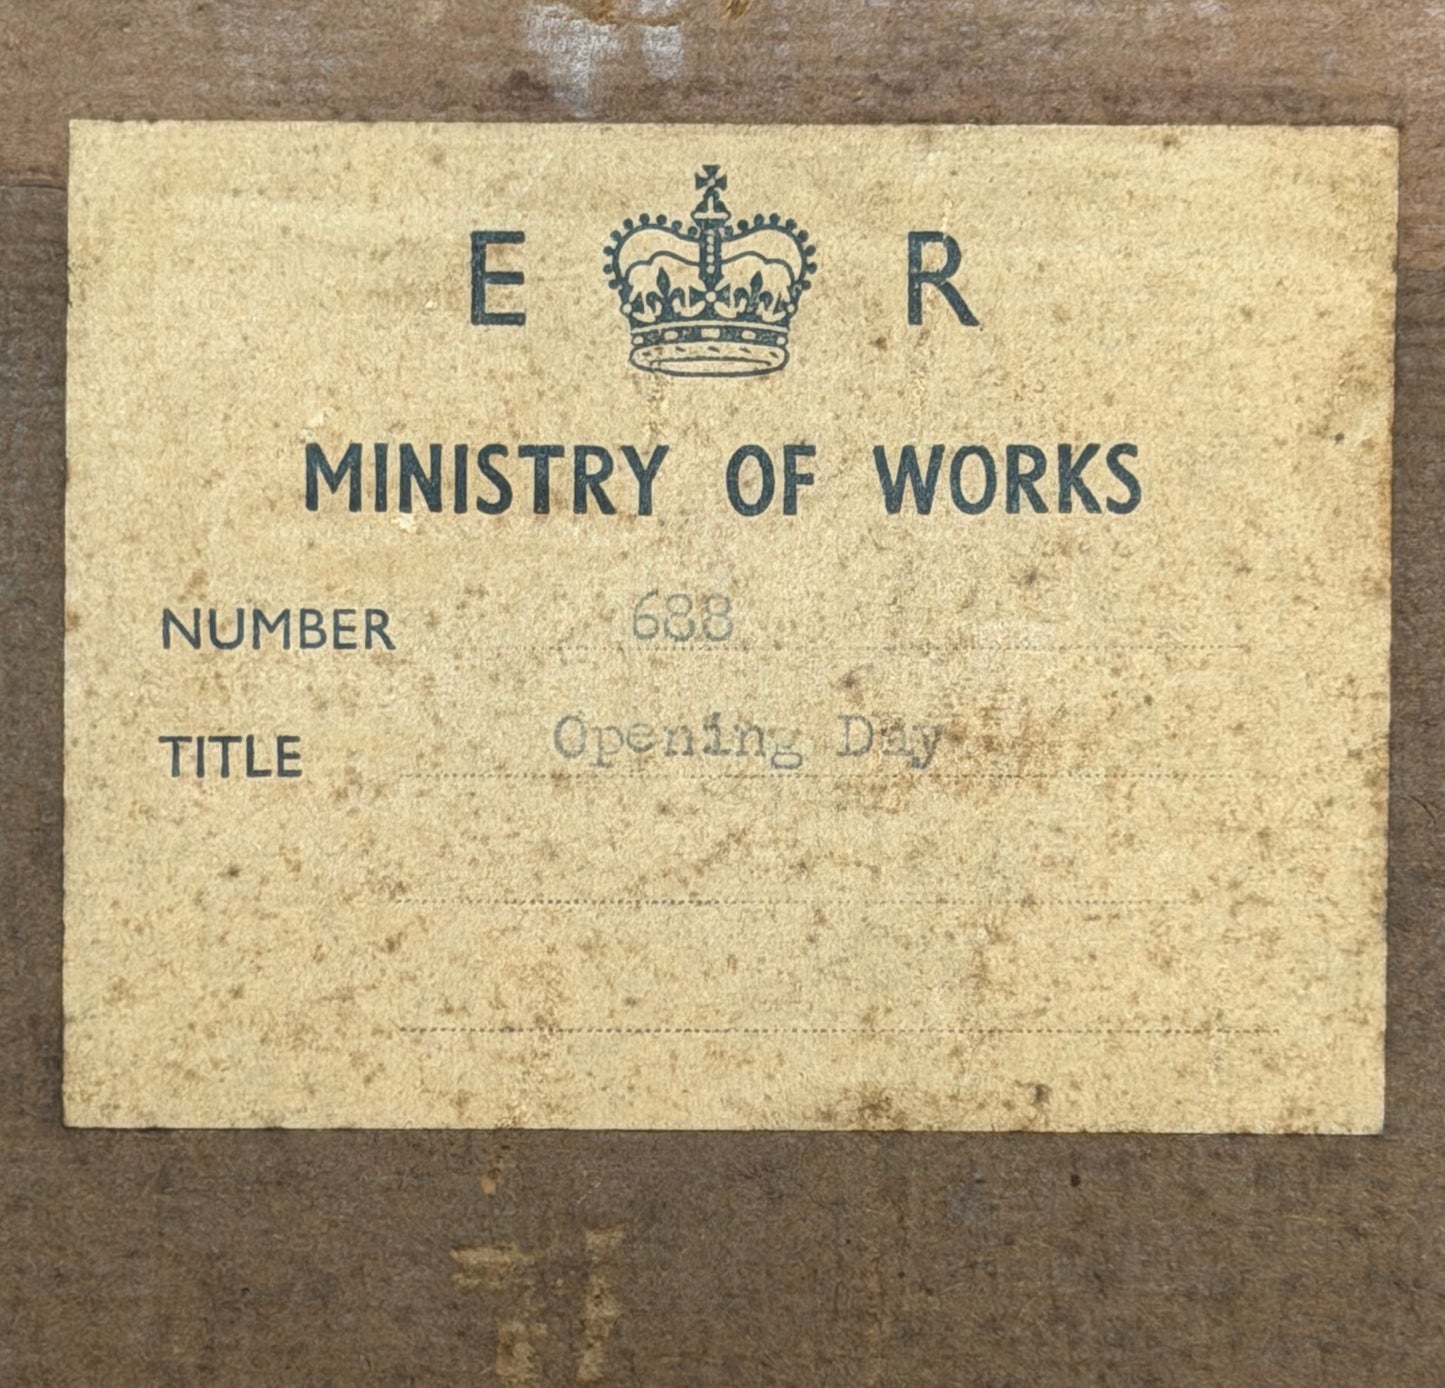 E R
MINISTRY OF WORKS
NUMBER 688
TITLE Opening Day